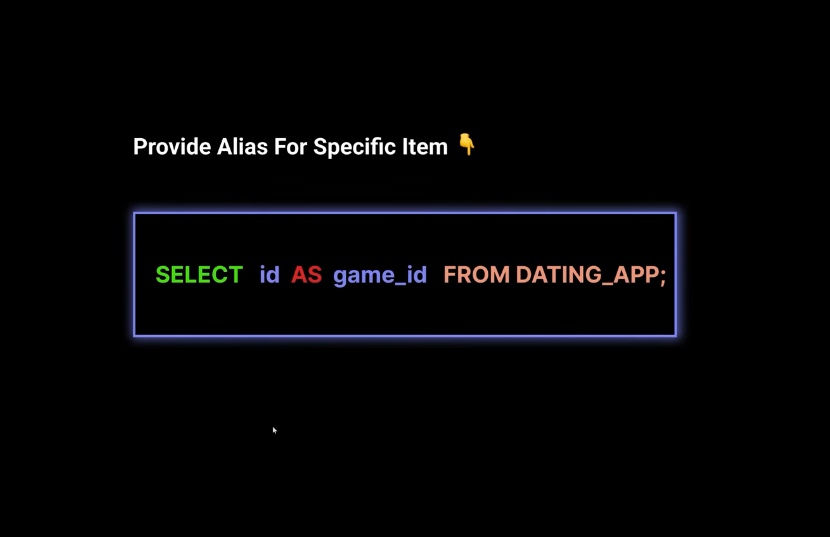 Provide Alias For Specific Item 👇
SELECT id AS game_id FROM DATING_APP;